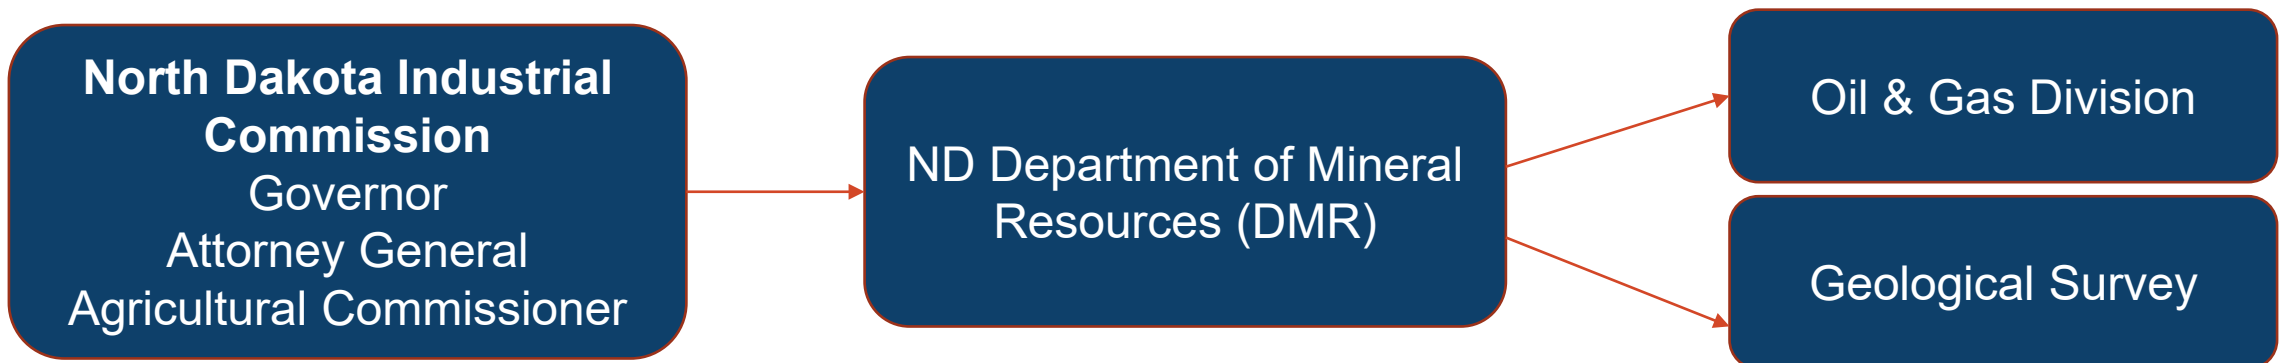 North Dakota Industrial
Commission
Governor
Attorney General
Agricultural Commissioner
ND Department of Mineral
Resources (DMR)
Oil & Gas Division
Geological Survey